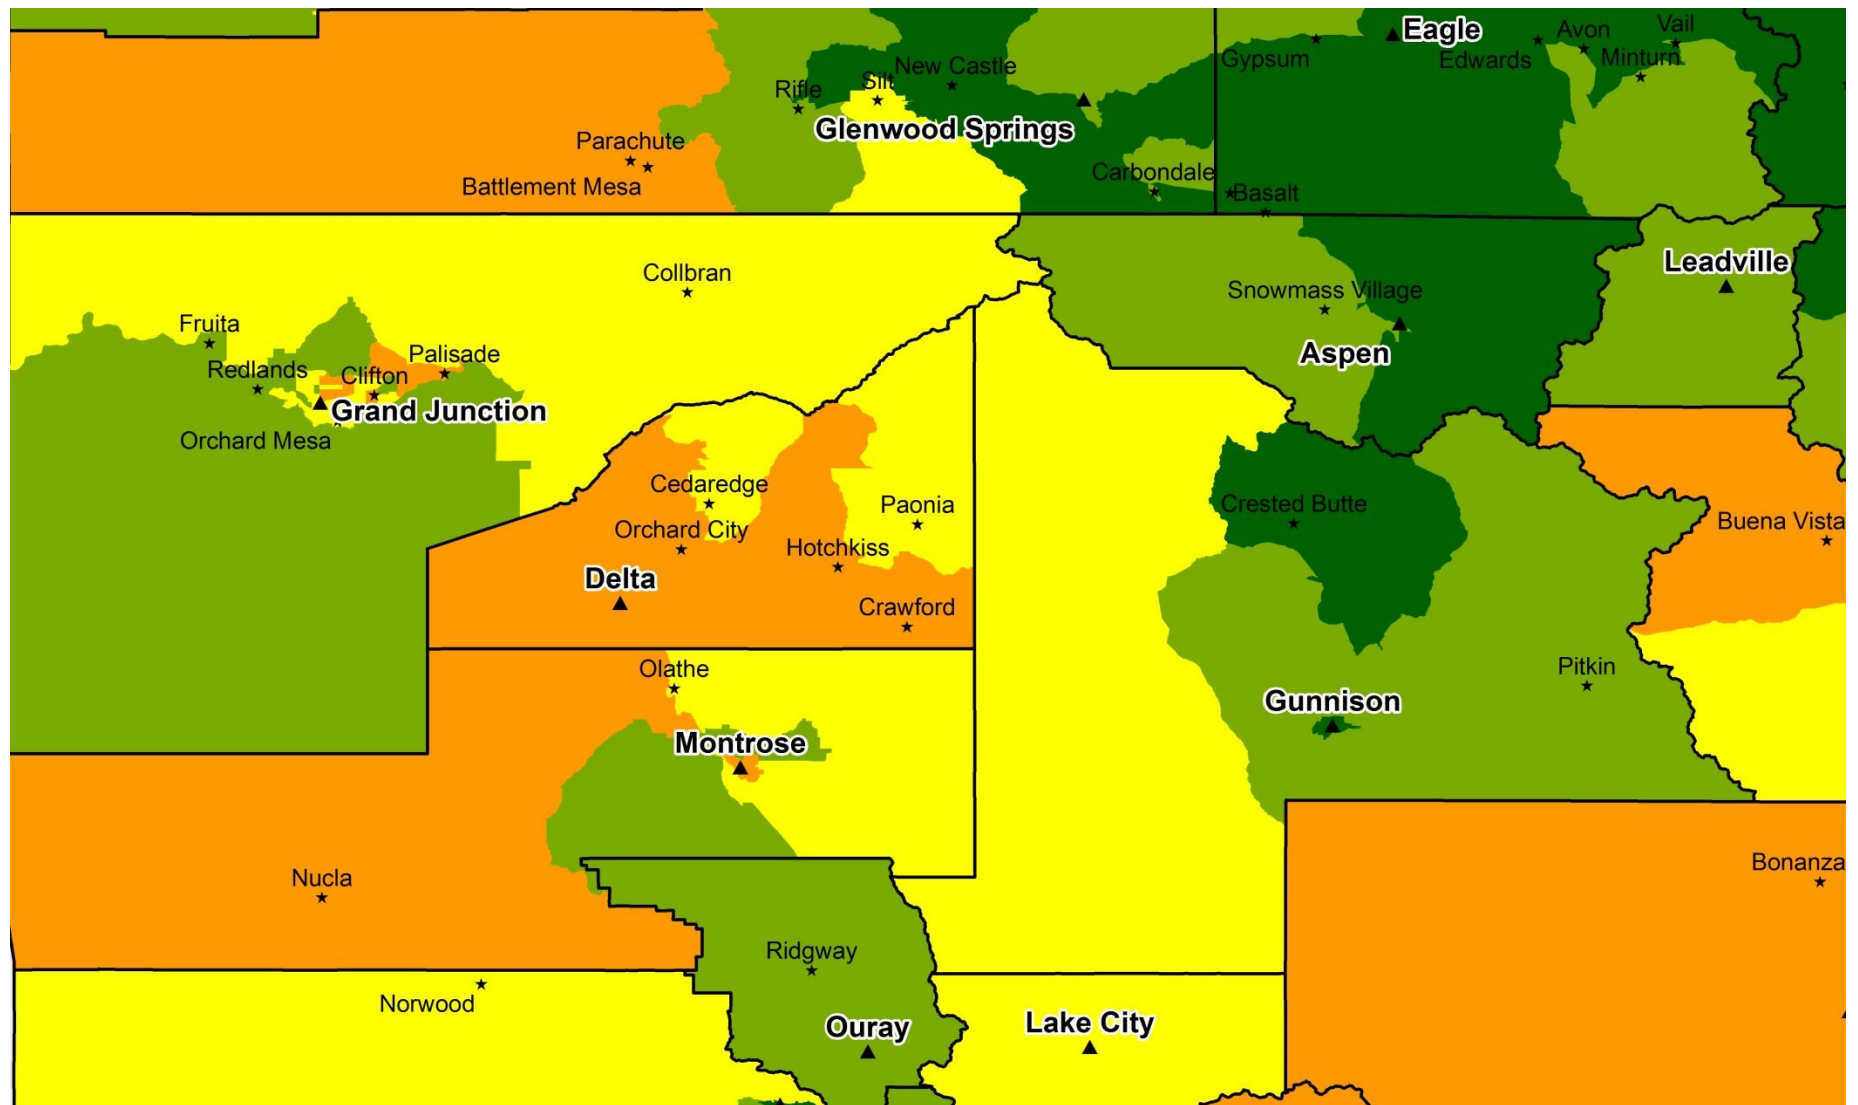 Eagle
Avon
Vail
Gypsum
Edwards
Minturn
New Castle
Silt
Rifle
Glenwood Springs
Parachute
Battlement Mesa
Carbondale
Basalt
Collbran
Leadville
Snowmass Village
Fruita
Aspen
Redlands
Clifton
Palisade
Grand Junction
Orchard Mesa
Cedaredge
Paonia
Crested Butte
Buena Vista
Orchard City
Hotchkiss
Delta
Crawford
Olathe
Pitkin
Gunnison
Montrose
Nucla
Bonanza
Ridgway
Norwood
Ouray
Lake City